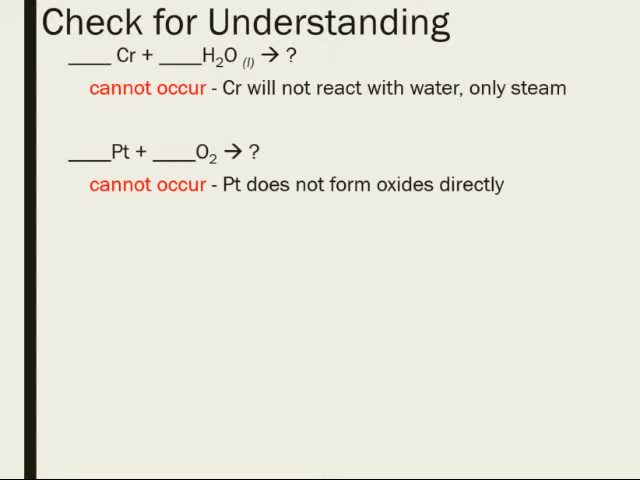 Check for Understanding
____ Cr + ____H₂O (l) → ?
cannot occur - Cr will not react with water, only steam
____Pt + ____O₂ → ?
cannot occur - Pt does not form oxides directly